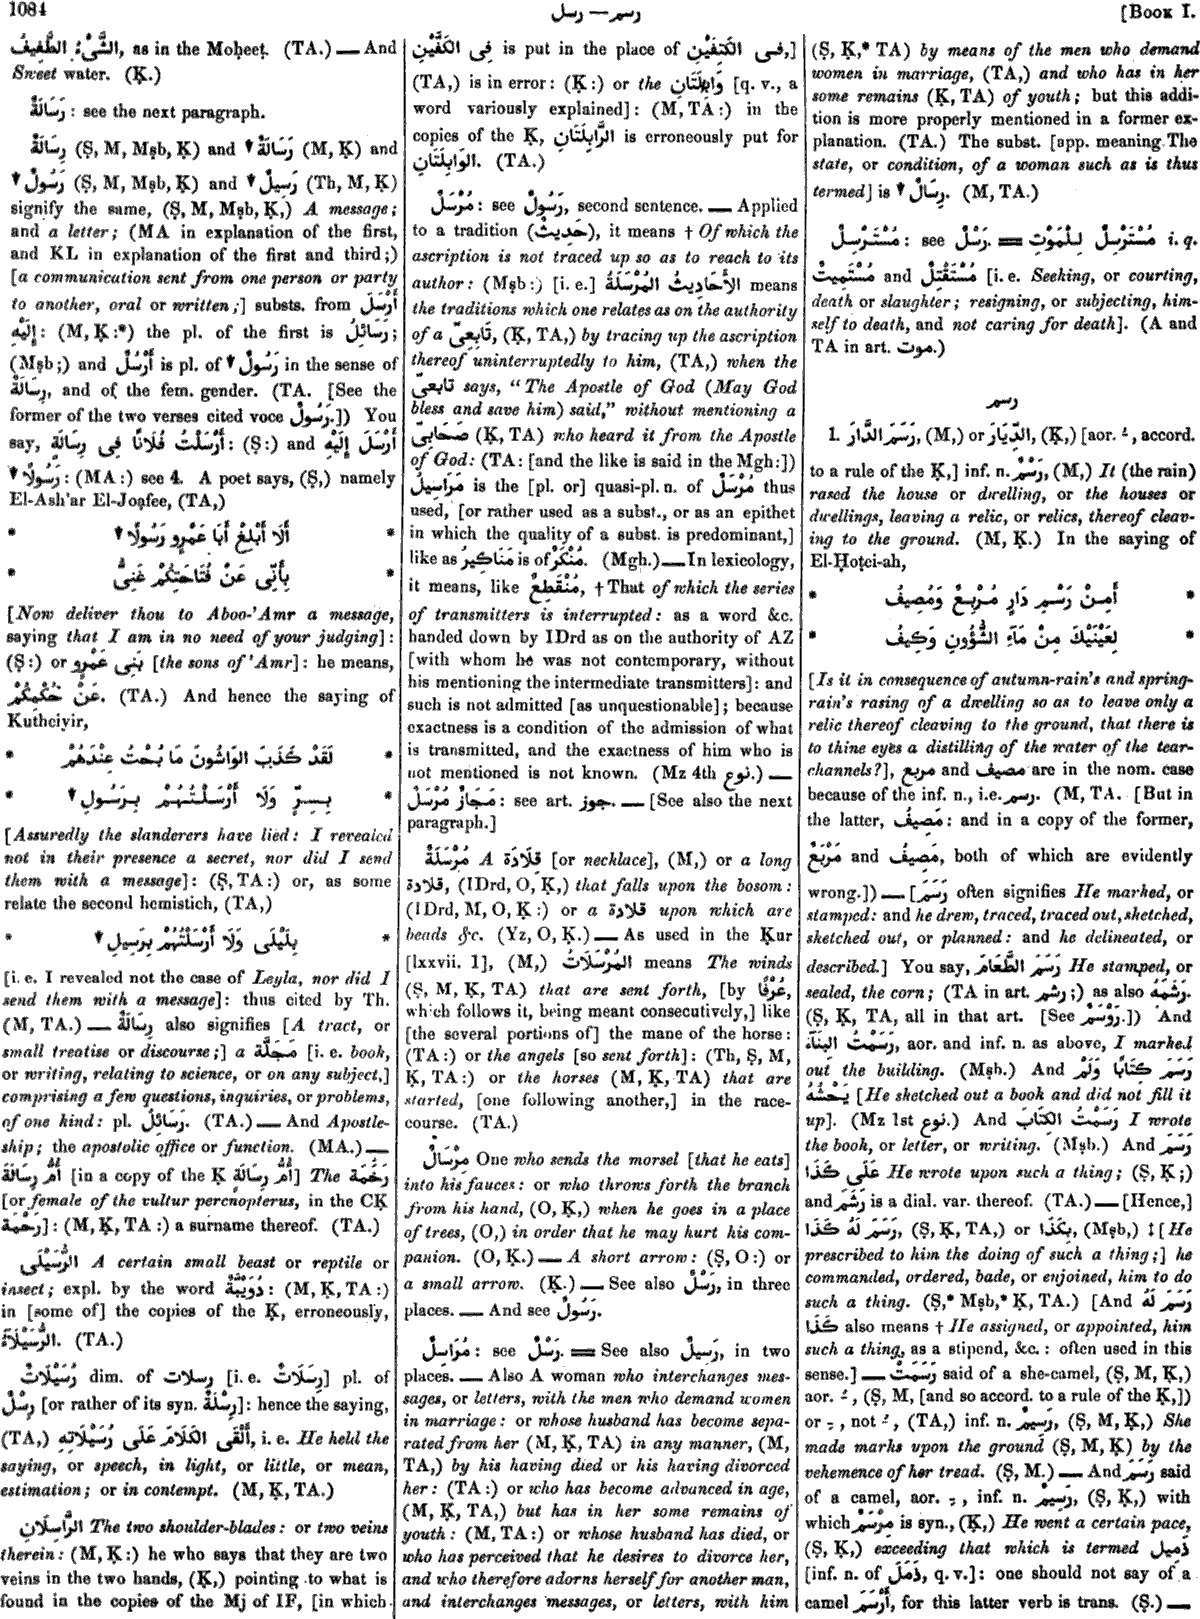 1084
رسل — رسم
[Book I.
الشَّىْءُ الطَّفِيفُ, as in the Moḥeeṭ. (TA.) — And
Sweet water. (Ḳ.)
رَسَالَةٌ : see the next paragraph.
رِسَالَةٌ (Ṣ, M, Mṣb, Ḳ) and ↓ رَسَالَةٌ (M, Ḳ) and
↓ رَسُولٌ (Ṣ, M, Mṣb, Ḳ) and ↓ رَسِيلٌ (Th, M, Ḳ)
signify the same, (Ṣ, M, Mṣb, Ḳ,) A message;
and a letter; (MA in explanation of the first,
and KL in explanation of the first and third;)
[a communication sent from one person or party
to another, oral or written;] substs. from أَرْسَلَ
إِلَيْهِ: (M, Ḳ:*) the pl. of the first is رَسَائِلُ;
(Mṣb;) and أَرْسُلٌ is pl. of ↓ رَسُولٌ in the sense of
رِسَالَةٌ, and of the fem. gender. (TA. [See the
former of the two verses cited voce رَسُولٌ.]) You
say, أَرْسَلْتُ فُلَانًا فِى رِسَالَةٍ: (Ṣ:) and أَرْسَلَ إِلَيْهِ
↓ رَسُولًا: (MA:) see 4. A poet says, (Ṣ,) namely
El-Ash'ar El-Joạfee, (TA,)
* أَلَا أَبْلِغْ أَبَا عَمْرٍو رَسُولًا ↓ *
* بِأَنِّى عَنْ فُتَاحَتِكُمْ غَنِىُّ *
[Now deliver thou to Aboo-'Amr a message,
saying that I am in no need of your judging]:
(Ṣ:) or بَنِى عَمْرٍو [the sons of 'Amr]: he means,
عَنْ حُكْمِكُمْ. (TA.) And hence the saying of
Kutheiyir,
* لَقَدْ كَذَبَ الوَاشُونَ مَا بُحْتُ عِنْدَهُمْ *
* بِسِرٍّ وَلَا أَرْسَلْتُهُمْ بِرَسُولِ ↓ *
[Assuredly the slanderers have lied: I revealed
not in their presence a secret, nor did I send
them with a message]: (Ṣ, TA:) or, as some
relate the second hemistich, (TA,)
* بِلَيْلَى وَلَا أَرْسَلْتُهُمْ بِرَسِيلِ ↓ *
[i. e. I revealed not the case of Leyla, nor did I
send them with a message]: thus cited by Th.
(M, TA.) — رِسَالَةٌ also signifies [A tract, or
small treatise or discourse;] a مَجَلَّة [i. e. book,
or writing, relating to science, or on any subject,]
comprising a few questions, inquiries, or problems,
of one kind: pl. رَسَائِلُ. (TA.) — And Apostle-
ship; the apostolic office or function. (MA.) —
أُمُّ رِسَالَةَ [in a copy of the Ḳ أُمُّ رِسَالَةٍ] The رَخَمَة
[or female of the vultur percnopterus, in the CḲ
رَحْمَة]: (M, Ḳ, TA:) a surname thereof. (TA.)
الرُّسَيْلَى A certain small beast or reptile or
insect; expl. by the word دُوَيْبَّةٌ: (M, Ḳ, TA:)
in [some of] the copies of the Ḳ, erroneously,
الرُّسَيْلَآءُ. (TA.)
رُسَيْلَاتٌ dim. of رسلات [i. e. رِسَلَاتٌ] pl. of
رِسْلٌ [or rather of its syn. رِسْلَةٌ]: hence the saying,
(TA,) أَلْقَى الكَلَامَ عَلَى رُسَيْلَاتِهِ, i. e. He held the
saying, or speech, in light, or little, or mean,
estimation; or in contempt. (M, Ḳ, TA.)
الرَّاسِلَانِ The two shoulder-blades: or two veins
therein: (M, Ḳ:) he who says that they are two
veins in the two hands, (Ḳ,) pointing to what is
found in the copies of the Mj of IF, [in which
فِى الكَتِفَيْنِ is put in the place of فِى الكَفَّيْنِ,]
(TA,) is in error: (Ḳ:) or the وَابِلَتَانِ [q. v., a
word variously explained]: (M, TA:) in the
copies of the Ḳ, الرَّابِلَتَانِ is erroneously put for
الوَابِلَتَانِ. (TA.)
مُرْسَلٌ: see رَسُولٌ, second sentence. — Applied
to a tradition (حَدِيثٌ), it means † Of which the
ascription is not traced up so as to reach to its
author: (Mṣb:) [i. e.] الأَحَادِيثُ المُرْسَلَةُ means
the traditions which one relates as on the authority
of a تَابِعِىّ, (Ḳ, TA,) by tracing up the ascription
thereof uninterruptedly to him, (TA,) when the
تابعىّ says, "The Apostle of God (May God
bless and save him) said," without mentioning a
صَحَابِىّ (Ḳ, TA) who heard it from the Apostle
of God: (TA: [and the like is said in the Mgh:])
مَرَاسِيلُ is the [pl. or] quasi-pl. n. of مُرْسَلٌ thus
used, [or rather used as a subst., or as an epithet
in which the quality of a subst. is predominant,]
like as مَنَاكِيرُ is of مُنْكَرٌ. (Mgh.) — In lexicology,
it means, like مُنْقَطِعٌ, † That of which the series
of transmitters is interrupted: as a word &c.
handed down by IDrd as on the authority of AZ
[with whom he was not contemporary, without
his mentioning the intermediate transmitters]: and
such is not admitted [as unquestionable]; because
exactness is a condition of the admission of what
is transmitted, and the exactness of him who is
not mentioned is not known. (Mz 4th نوع.) —
مَجَازٌ مُرْسَلٌ: see art. جوز. — [See also the next
paragraph.]
مُرْسَلَةٌ A قِلَادَة [or necklace], (M,) or a long
قلادة, (IDrd, O, Ḳ,) that falls upon the bosom:
(IDrd, M, O, Ḳ:) or a قلادة upon which are
beads &c. (Yz, O, Ḳ.) — As used in the Ḳur
[lxxvii. 1], (M,) المُرْسَلَاتُ means The winds
(Ṣ, M, Ḳ, TA) that are sent forth, [by عُرْفًا,
which follows it, being meant consecutively,] like
[the several portions of] the mane of the horse:
(TA:) or the angels [so sent forth]: (Th, Ṣ, M,
Ḳ, TA:) or the horses (M, Ḳ, TA) that are
started, [one following another,] in the race-
course. (TA.)
مِرْسَالٌ One who sends the morsel [that he eats]
into his fauces: or who throws forth the branch
from his hand, (O, Ḳ,) when he goes in a place
of trees, (O,) in order that he may hurt his com-
panion. (O, Ḳ.) — A short arrow: (Ṣ, O:) or
a small arrow. (Ḳ.) — See also رَسْلٌ, in three
places. — And see رَسُولٌ.
مُرَاسِلٌ: see رَسْلٌ. = See also رَسِيلٌ, in two
places. — Also A woman who interchanges mes-
sages, or letters, with the men who demand women
in marriage: or whose husband has become sepa-
rated from her (M, Ḳ, TA) in any manner, (M,
TA,) by his having died or his having divorced
her: (TA:) or who has become advanced in age,
(M, Ḳ, TA,) but has in her some remains of
youth: (M, TA:) or whose husband has died, or
who has perceived that he desires to divorce her,
and who therefore adorns herself for another man,
and interchanges messages, or letters, with him
(Ṣ, Ḳ,* TA) by means of the men who demand
women in marriage, (TA,) and who has in her
some remains (Ḳ, TA) of youth; but this addi-
tion is more properly mentioned in a former ex-
planation. (TA.) The subst. [app. meaning The
state, or condition, of a woman such as is thus
termed] is ↓ رِسَالٌ. (M, TA.)
مُسْتَرْسِلٌ: see رَسْلٌ. = مُسْتَرْسِلٌ لِلْمَوْتِ i. q.
مُسْتَقْتِلٌ and مُسْتَمِيتٌ [i. e. Seeking, or courting,
death or slaughter; resigning, or subjecting, him-
self to death, and not caring for death]. (A and
TA in art. موت.)
رسم
1. رَسَمَ الدَّارَ, (M,) or الدِّيَارَ, (Ḳ,) [aor. ـُ, accord.
to a rule of the Ḳ,] inf. n. رَسْمٌ, (M,) It (the rain)
rased the house or dwelling, or the houses or
dwellings, leaving a relic, or relics, thereof cleav-
ing to the ground. (M, Ḳ.) In the saying of
El-Ḥoṭei-ah,
* أَمِنْ رَسْمِ دَارٍ مُرْبِعٌ وَمُصِيفُ *
* لِعَيْنَيْكَ مِنْ مَآءِ الشُّؤُونِ وَكِيفُ *
[Is it in consequence of autumn-rain's and spring-
rain's rasing of a dwelling so as to leave only a
relic thereof cleaving to the ground, that there is
to thine eyes a distilling of the water of the tear-
channels?], مربع and مصيف are in the nom. case
because of the inf. n., i.e. رسم. (M, TA. [But in
the latter, مَصِيفُ: and in a copy of the former,
مَرْبَعٌ and مَصِيفُ, both of which are evidently
wrong.]) — [رَسَمَ often signifies He marked, or
stamped: and he drew, traced, traced out, sketched,
sketched out, or planned: and he delineated, or
described.] You say, رَسَمَ الطَّعَامَ He stamped, or
sealed, the corn; (TA in art. رشم;) as also رَشَمَهُ.
(Ṣ, Ḳ, TA, all in that art. [See رَوْسَمٌ.]) And
رَسَمْتُ البِنَآءَ, aor. and inf. n. as above, I marked
out the building. (Mṣb.) And رَسَمَ كِتَابًا وَلَمْ
يَحْشُهُ [He sketched out a book and did not fill it
up]. (Mz 1st نوع.) And رَسَمْتُ الكِتَابَ I wrote
the book, or letter, or writing. (Mṣb.) And رَسَمَ
عَلَى كَذَا He wrote upon such a thing; (Ṣ, Ḳ;)
and رَشَمَ is a dial. var. thereof. (TA.) — [Hence,]
رَسَمَ لَهُ كَذَا, (Ṣ, Ḳ, TA,) or بِكَذَا, (Mṣb,) ‡ [He
prescribed to him the doing of such a thing;] he
commanded, ordered, bade, or enjoined, him to do
such a thing. (Ṣ,* Mṣb,* Ḳ, TA.) [And رَسَمَ لَهُ
كَذَا also means † He assigned, or appointed, him
such a thing, as a stipend, &c.: often used in this
sense.] — رَسَمَتْ said of a she-camel, (Ṣ, M, Ḳ,)
aor. ـُ, (Ṣ, M, [and so accord. to a rule of the Ḳ,])
or ـِ, not ـُ, (TA,) inf. n. رَسِيمٌ, (Ṣ, M, Ḳ,) She
made marks upon the ground (Ṣ, M, Ḳ) by the
vehemence of her tread. (Ṣ, M.) — And رَسَمَ said
of a camel, aor. ـِ, inf. n. رَسِيمٌ, (Ṣ, Ḳ,) with
which مَرْسَمٌ is syn., (Ḳ,) He went a certain pace,
(Ṣ, Ḳ,) exceeding that which is termed ذَمِيل
[inf. n. of ذَمَلَ, q. v.]: one should not say of a
camel أَرْسَمَ, for this latter verb is trans. (Ṣ.) —